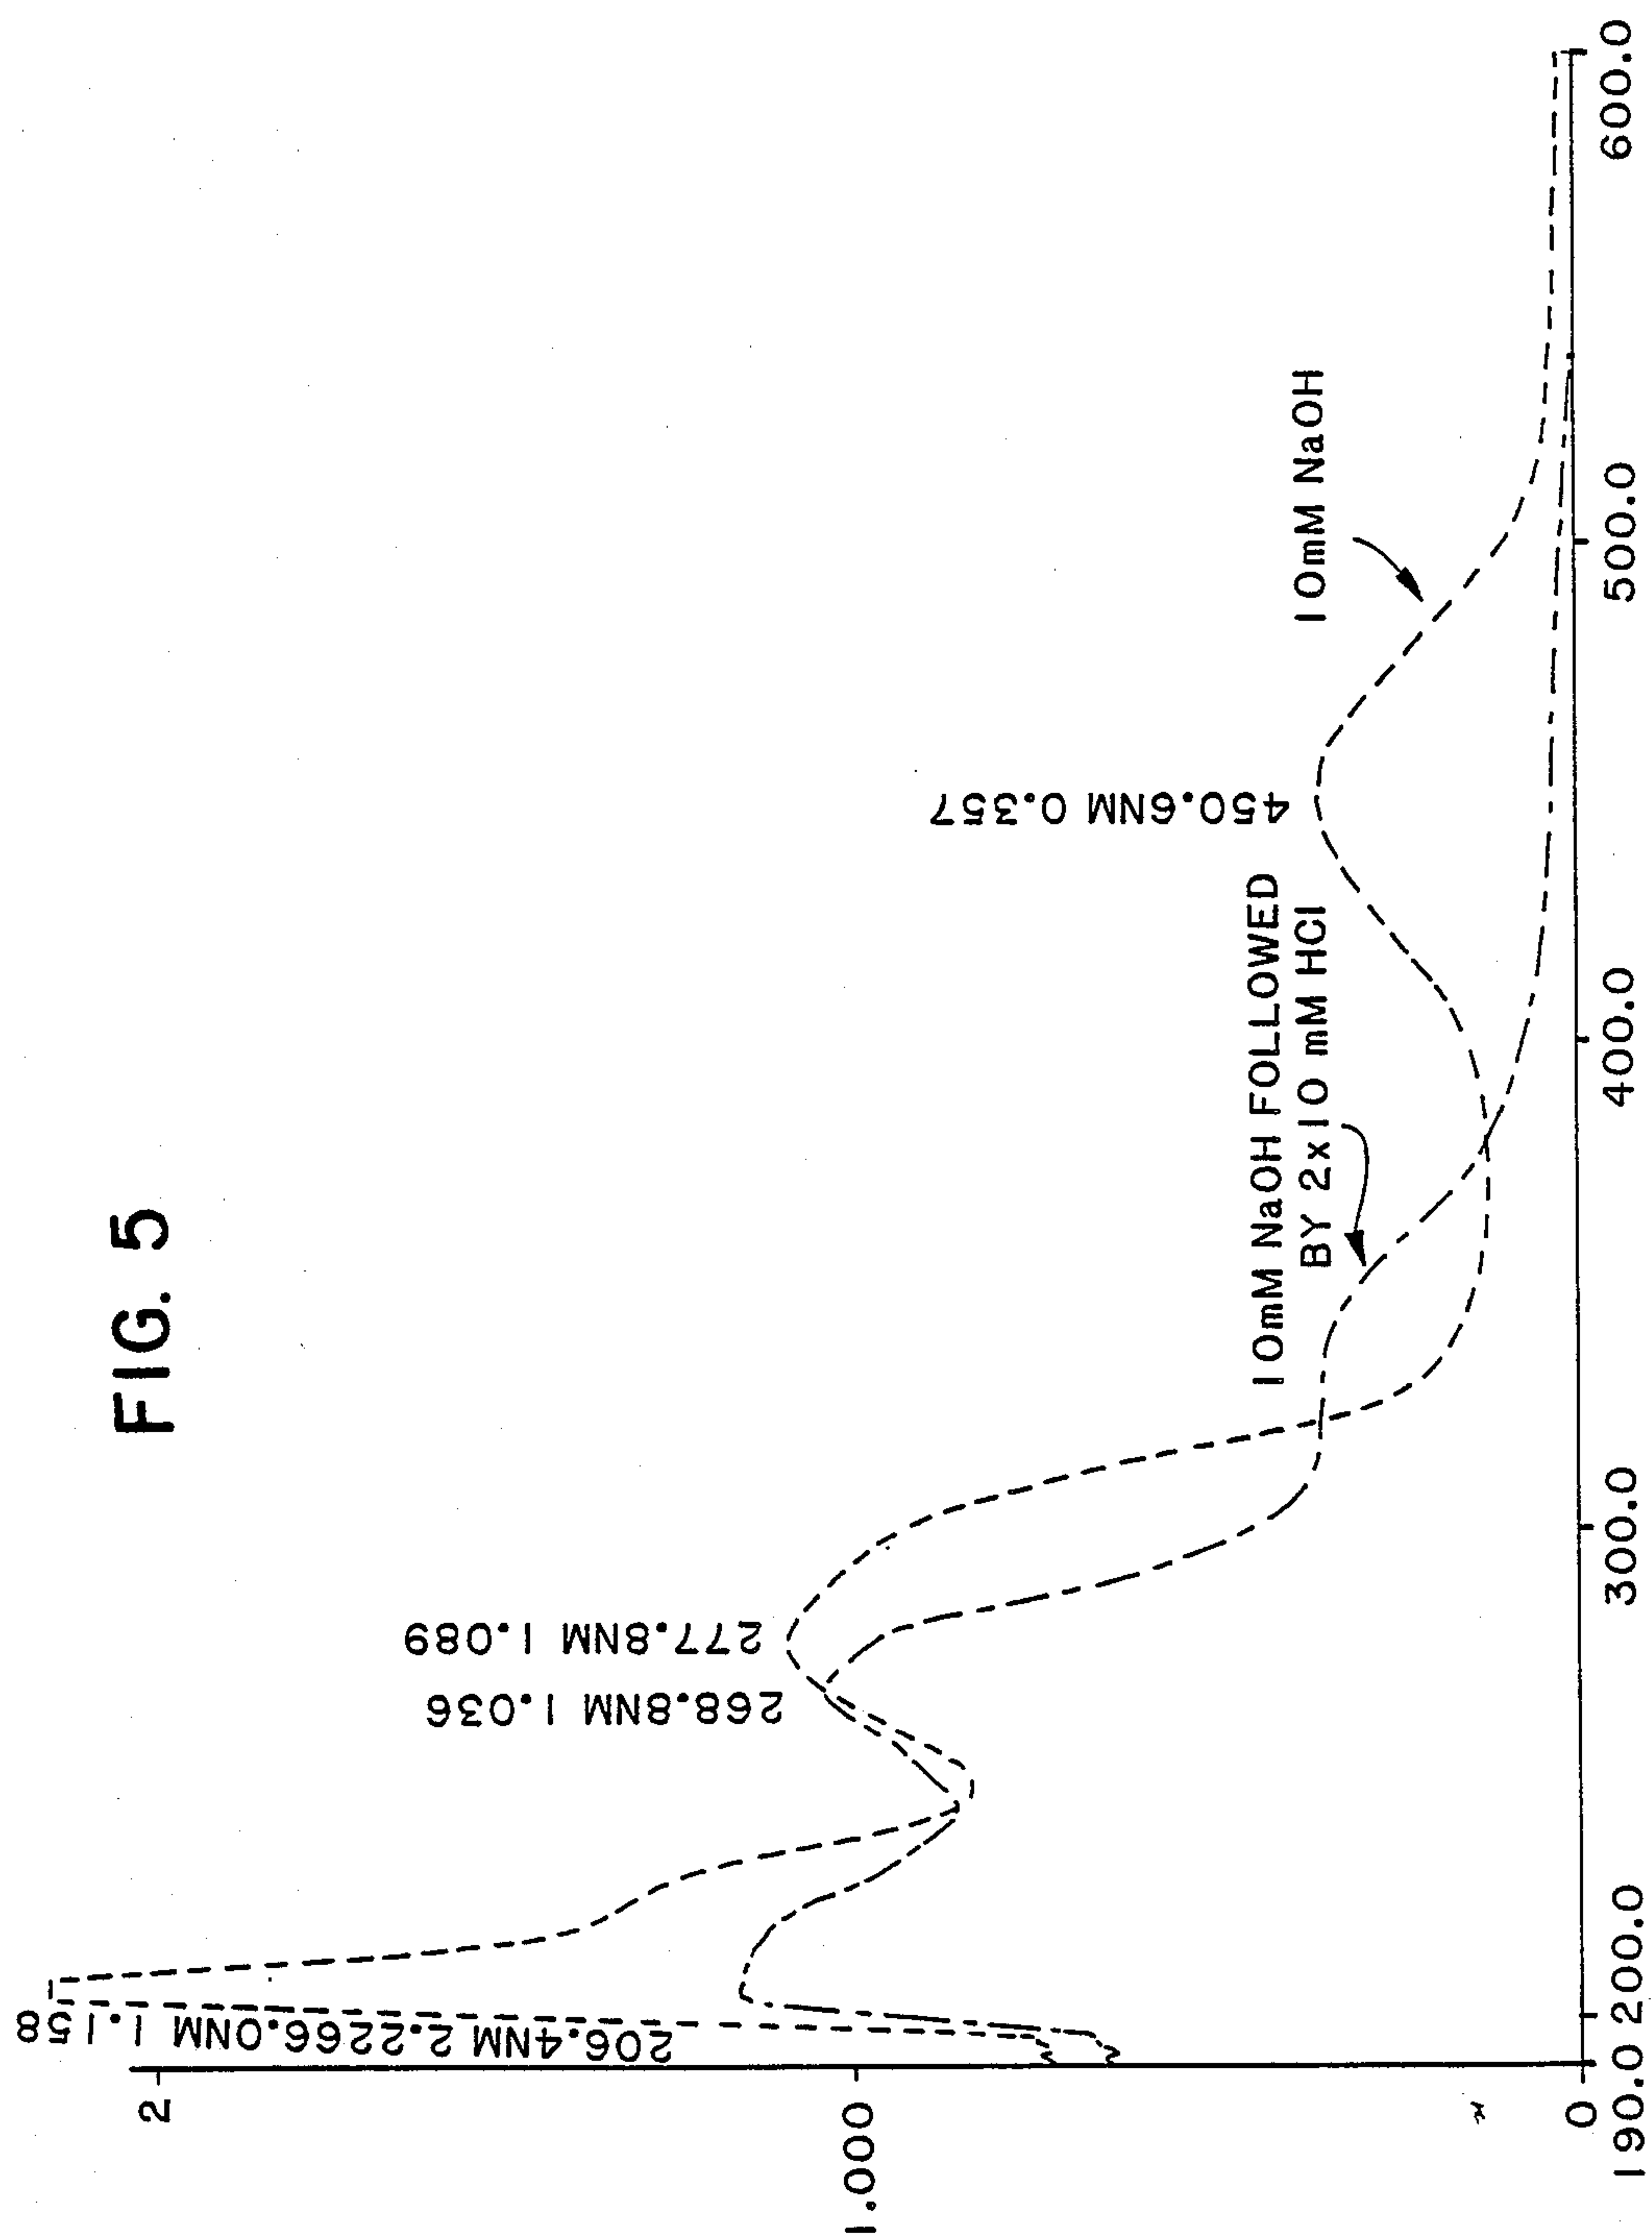 FIG. 5
2
1.000
0
206.4NM 2.2266.0NM 1.158
268.8NM 1.036
277.8NM 1.089
10mM NaOH FOLLOWED
BY 2x10 mM HCl
450.6NM 0.357
10mM NaOH
190.0
200.0
300.0
400.0
500.0
600.0